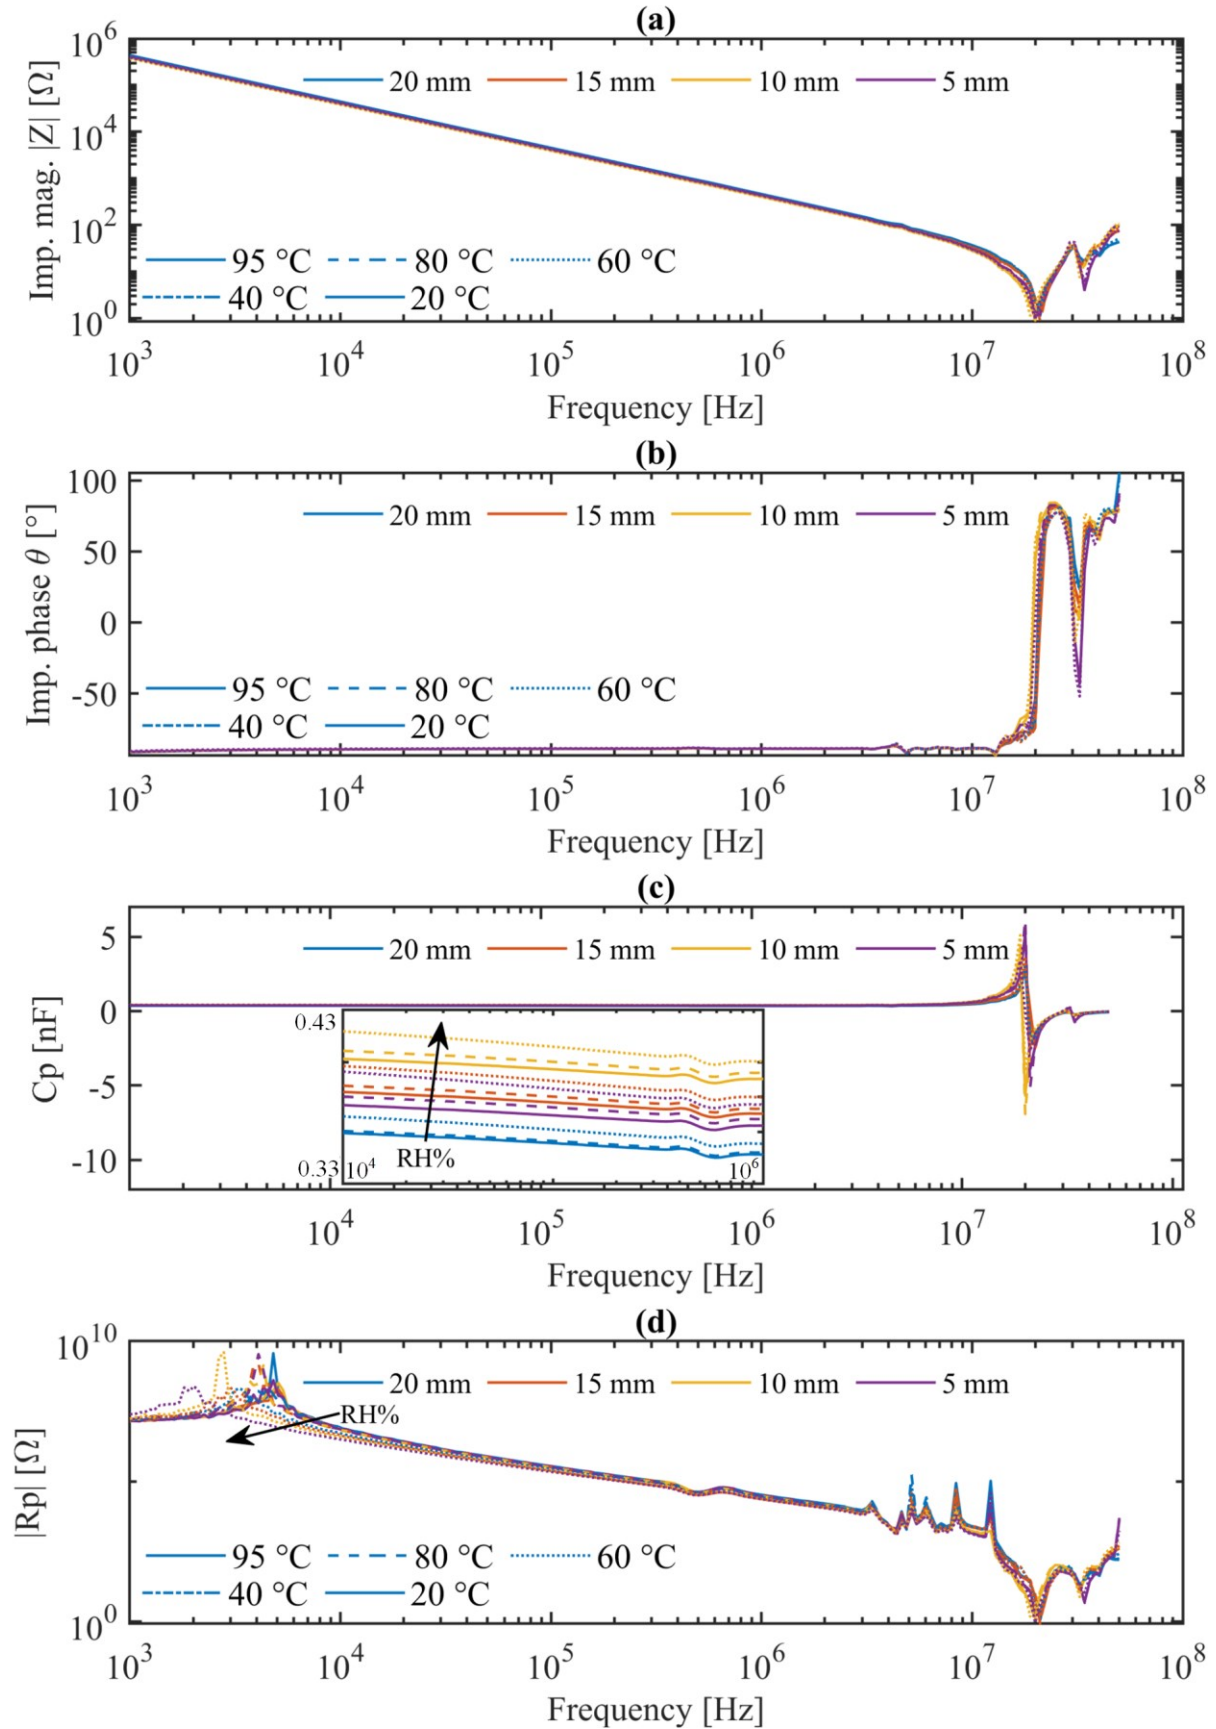 (a)
10^6
10^4
10^2
10^0
Imp. mag. |Z| [Ω]
20 mm 15 mm 10 mm 5 mm
95 °C 80 °C 60 °C
40 °C 20 °C
10^3 10^4 10^5 10^6 10^7 10^8
Frequency [Hz]
(b)
100
50
0
-50
Imp. phase θ [°]
20 mm 15 mm 10 mm 5 mm
95 °C 80 °C 60 °C
40 °C 20 °C
10^3 10^4 10^5 10^6 10^7 10^8
Frequency [Hz]
(c)
5
0
-5
-10
Cp [nF]
20 mm 15 mm 10 mm 5 mm
0.43
RH%
0.33 10^4 10^6
10^4 10^5 10^6 10^7 10^8
Frequency [Hz]
(d)
10^10
10^0
|Rp| [Ω]
20 mm 15 mm 10 mm 5 mm
RH%
95 °C 80 °C 60 °C
40 °C 20 °C
10^3 10^4 10^5 10^6 10^7 10^8
Frequency [Hz]